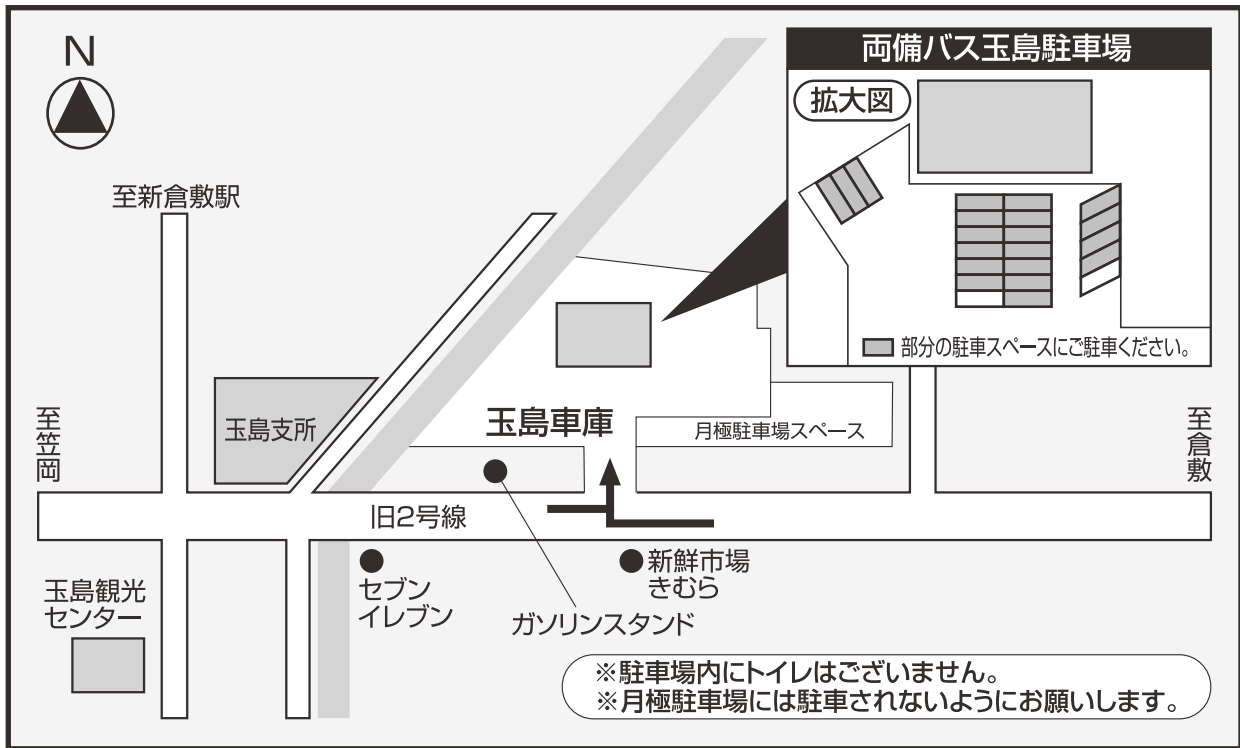 N
両備バス玉島駐車場
拡大図
部分の駐車スペースにご駐車ください。
至新倉敷駅
玉島支所
玉島車庫
月極駐車場スペース
至笠岡
至倉敷
旧2号線
セブン
イレブン
新鮮市場
きむら
ガソリンスタンド
玉島観光
センター
※駐車場内にトイレはございません。
※月極駐車場には駐車されないようにお願いします。